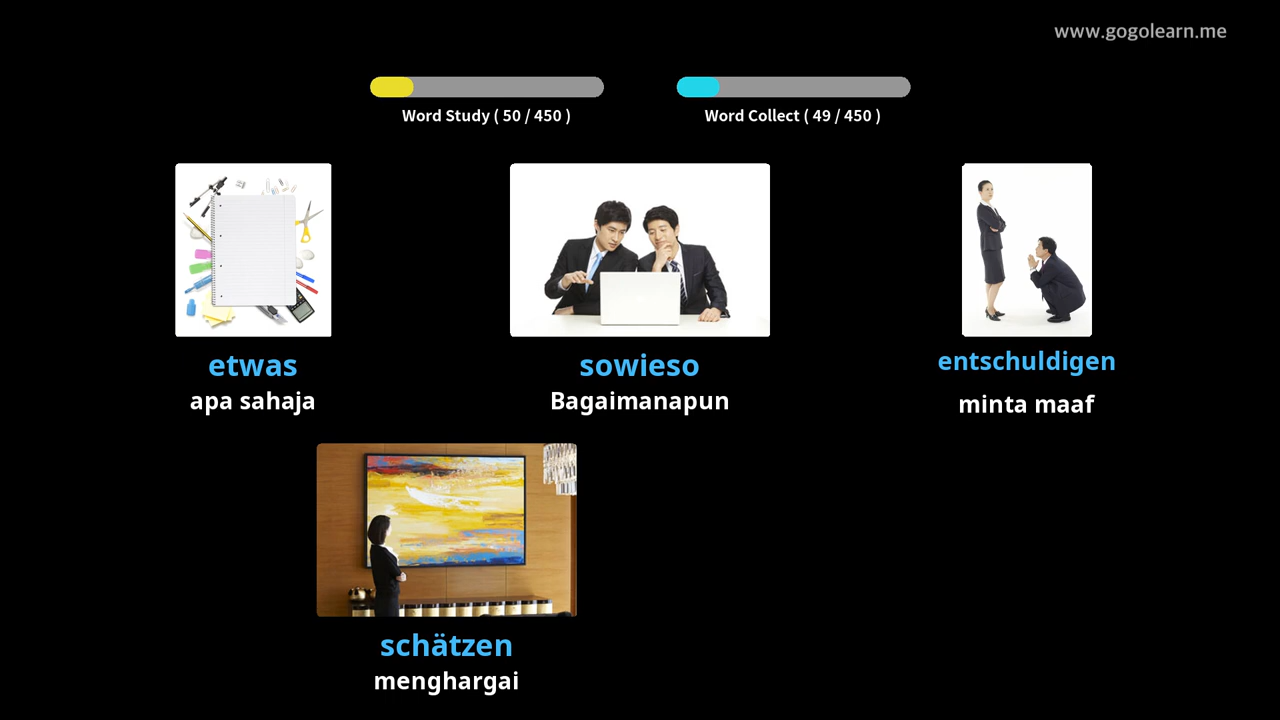 www.gogolearn.me
Word Study ( 50 / 450 )
Word Collect ( 49 / 450 )
etwas
apa sahaja
sowieso
Bagaimanapun
entschuldigen
minta maaf
schätzen
menghargai